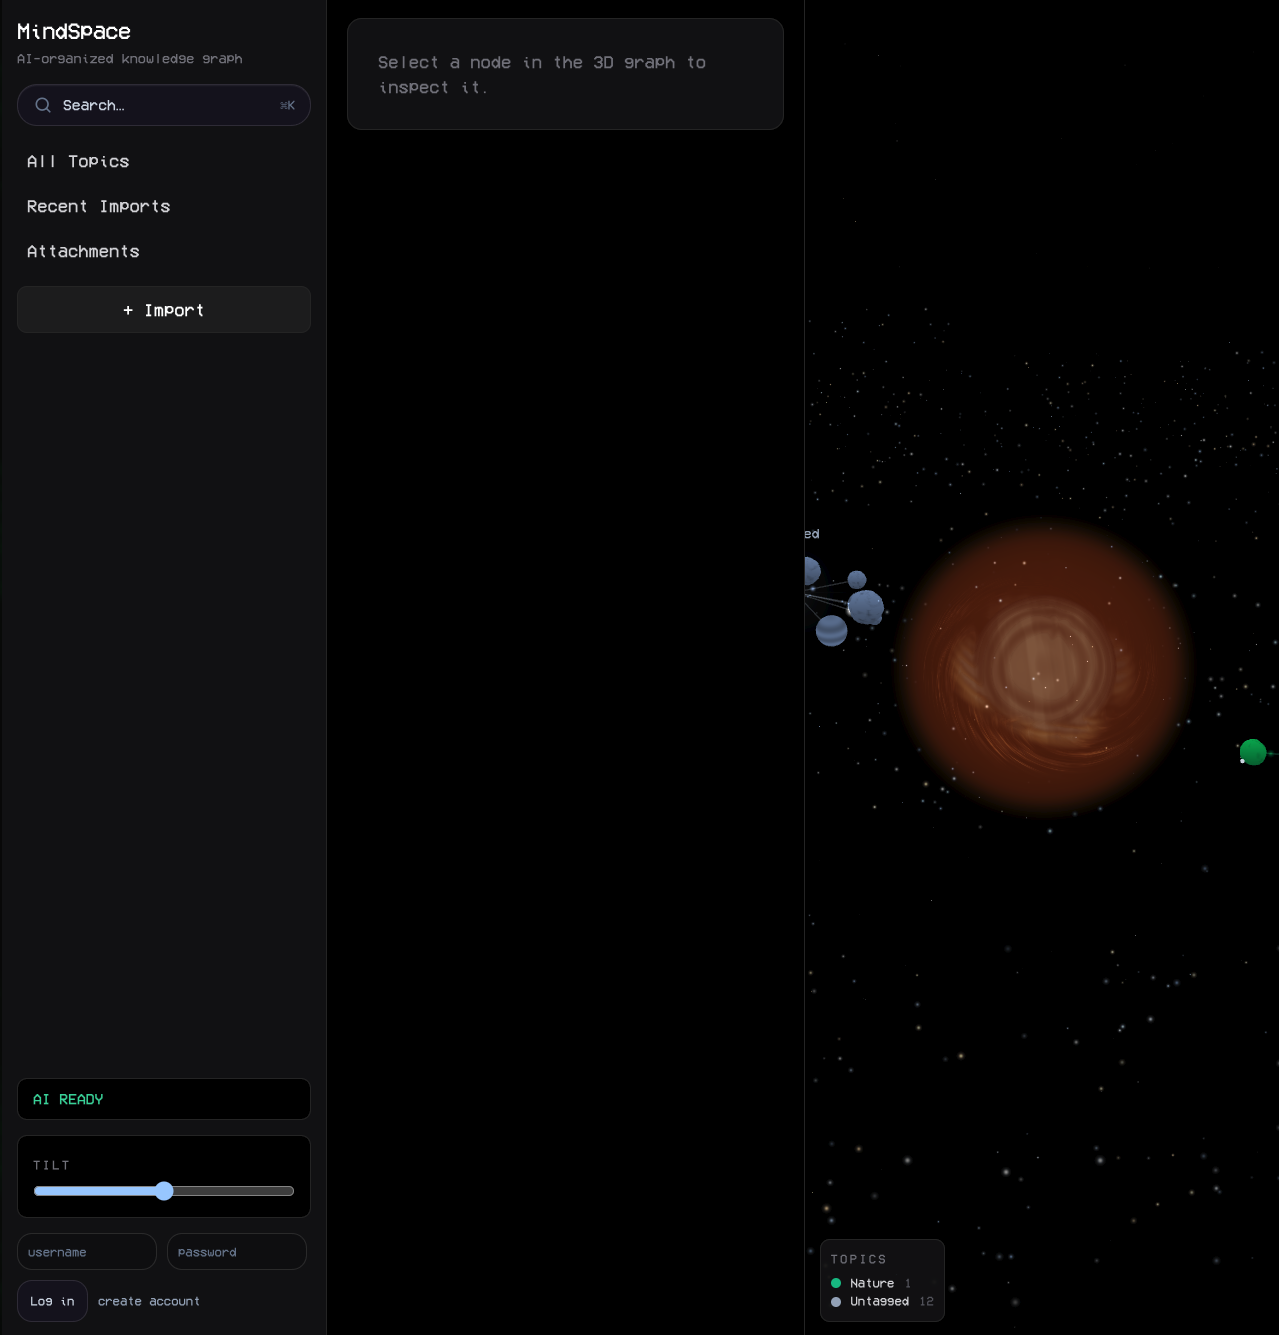 MindSpace
AI-organized knowledge graph
Search… ⌘K
All Topics
Recent Imports
Attachments
+ Import
AI READY
TILT
username password
Log in create account
Select a node in the 3D graph to
inspect it.
ed
TOPICS
Nature 1
Untagged 12